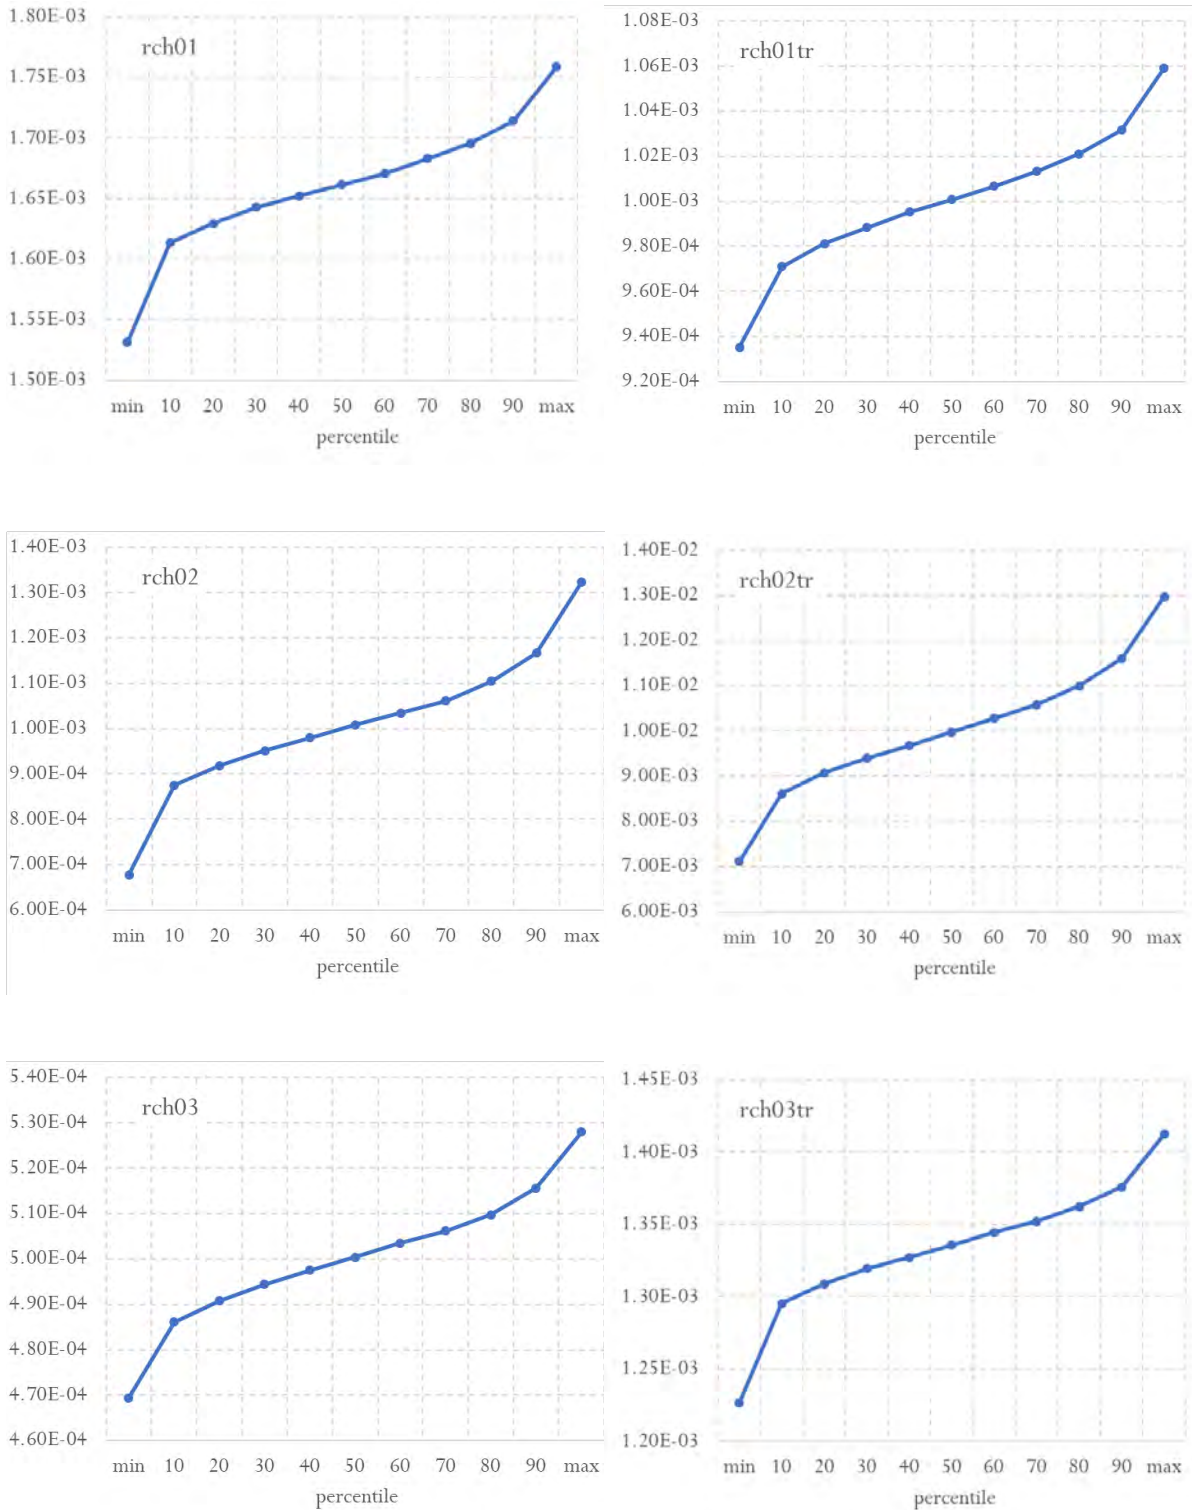 rch01
1.80E-03
1.75E-03
1.70E-03
1.65E-03
1.60E-03
1.55E-03
1.50E-03
min 10 20 30 40 50 60 70 80 90 max
percentile
rch01tr
1.08E-03
1.06E-03
1.04E-03
1.02E-03
1.00E-03
9.80E-04
9.60E-04
9.40E-04
9.20E-04
min 10 20 30 40 50 60 70 80 90 max
percentile
rch02
1.40E-03
1.30E-03
1.20E-03
1.10E-03
1.00E-03
9.00E-04
8.00E-04
7.00E-04
6.00E-04
min 10 20 30 40 50 60 70 80 90 max
percentile
rch02tr
1.40E-02
1.30E-02
1.20E-02
1.10E-02
1.00E-02
9.00E-03
8.00E-03
7.00E-03
6.00E-03
min 10 20 30 40 50 60 70 80 90 max
percentile
rch03
5.40E-04
5.30E-04
5.20E-04
5.10E-04
5.00E-04
4.90E-04
4.80E-04
4.70E-04
4.60E-04
min 10 20 30 40 50 60 70 80 90 max
percentile
rch03tr
1.45E-03
1.40E-03
1.35E-03
1.30E-03
1.25E-03
1.20E-03
min 10 20 30 40 50 60 70 80 90 max
percentile